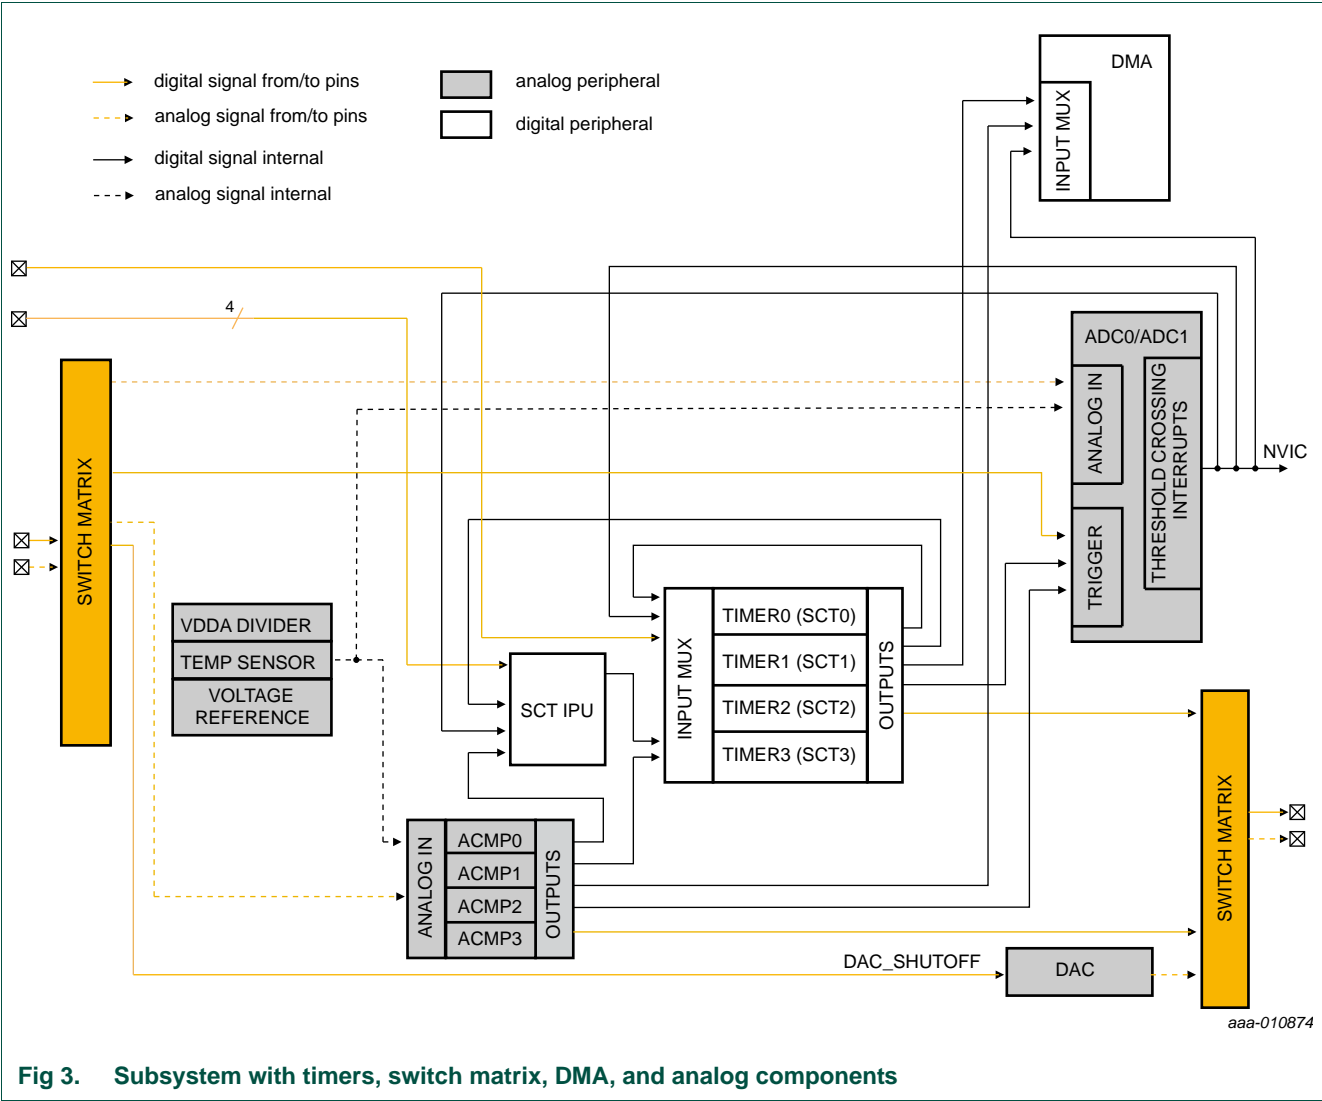 DMA
INPUT MUX
digital signal from/to pins
analog peripheral
analog signal from/to pins
digital peripheral
digital signal internal
analog signal internal
4
ADC0/ADC1
ANALOG IN
THRESHOLD CROSSING
INTERRUPTS
TRIGGER
NVIC
SWITCH MATRIX
VDDA DIVIDER
TEMP SENSOR
VOLTAGE
REFERENCE
SCT IPU
INPUT MUX
TIMER0 (SCT0)
TIMER1 (SCT1)
TIMER2 (SCT2)
TIMER3 (SCT3)
OUTPUTS
ANALOG IN
ACMP0
ACMP1
ACMP2
ACMP3
OUTPUTS
SWITCH MATRIX
DAC_SHUTOFF
DAC
aaa-010874
Fig 3. Subsystem with timers, switch matrix, DMA, and analog components